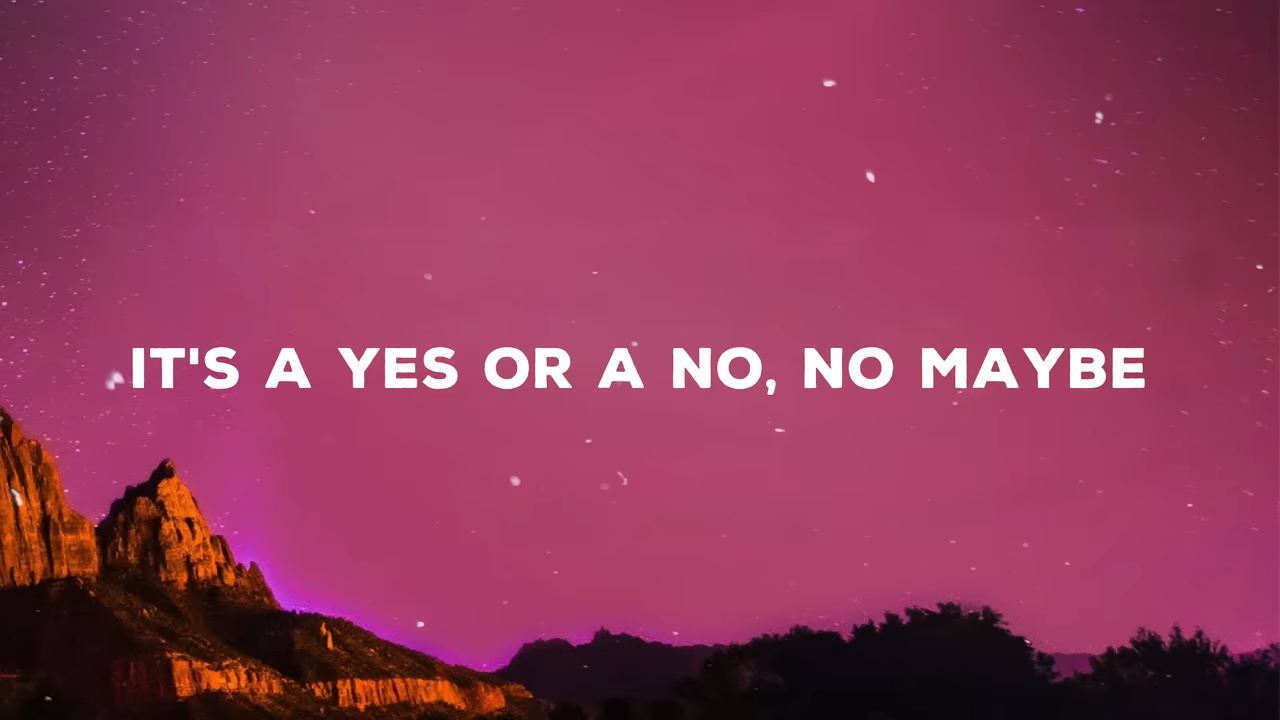 IT'S A YES OR A NO, NO MAYBE